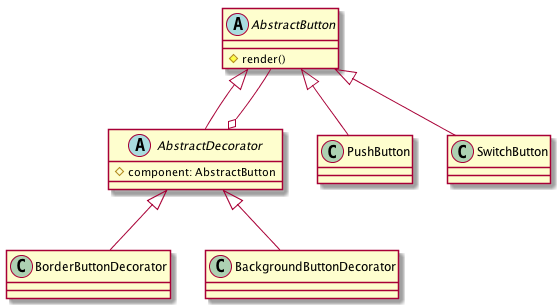 A AbstractButton
render()
A AbstractDecorator
component: AbstractButton
C PushButton
C SwitchButton
C BorderButtonDecorator
C BackgroundButtonDecorator